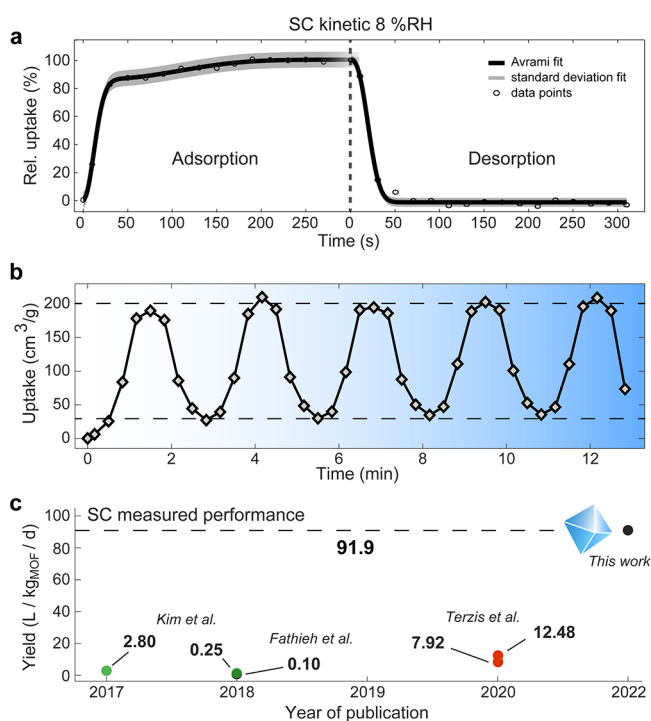 SC kinetic 8 %RH
a
Rel. uptake (%)
100
80
60
40
20
0
Avrami fit
standard deviation fit
data points
Adsorption
Desorption
0 50 100 150 200 250 0 50 100 150 200 250 300
Time (s)
b
Uptake (cm³/g)
200
150
100
50
0
0 2 4 6 8 10 12
Time (min)
c
Yield (L / kg_MOF / d)
100
80
60
40
20
0
SC measured performance
91.9
This work
Kim et al.
2.80
0.25
Fathieh et al.
0.10
Terzis et al.
7.92
12.48
2017 2018 2019 2020 2022
Year of publication